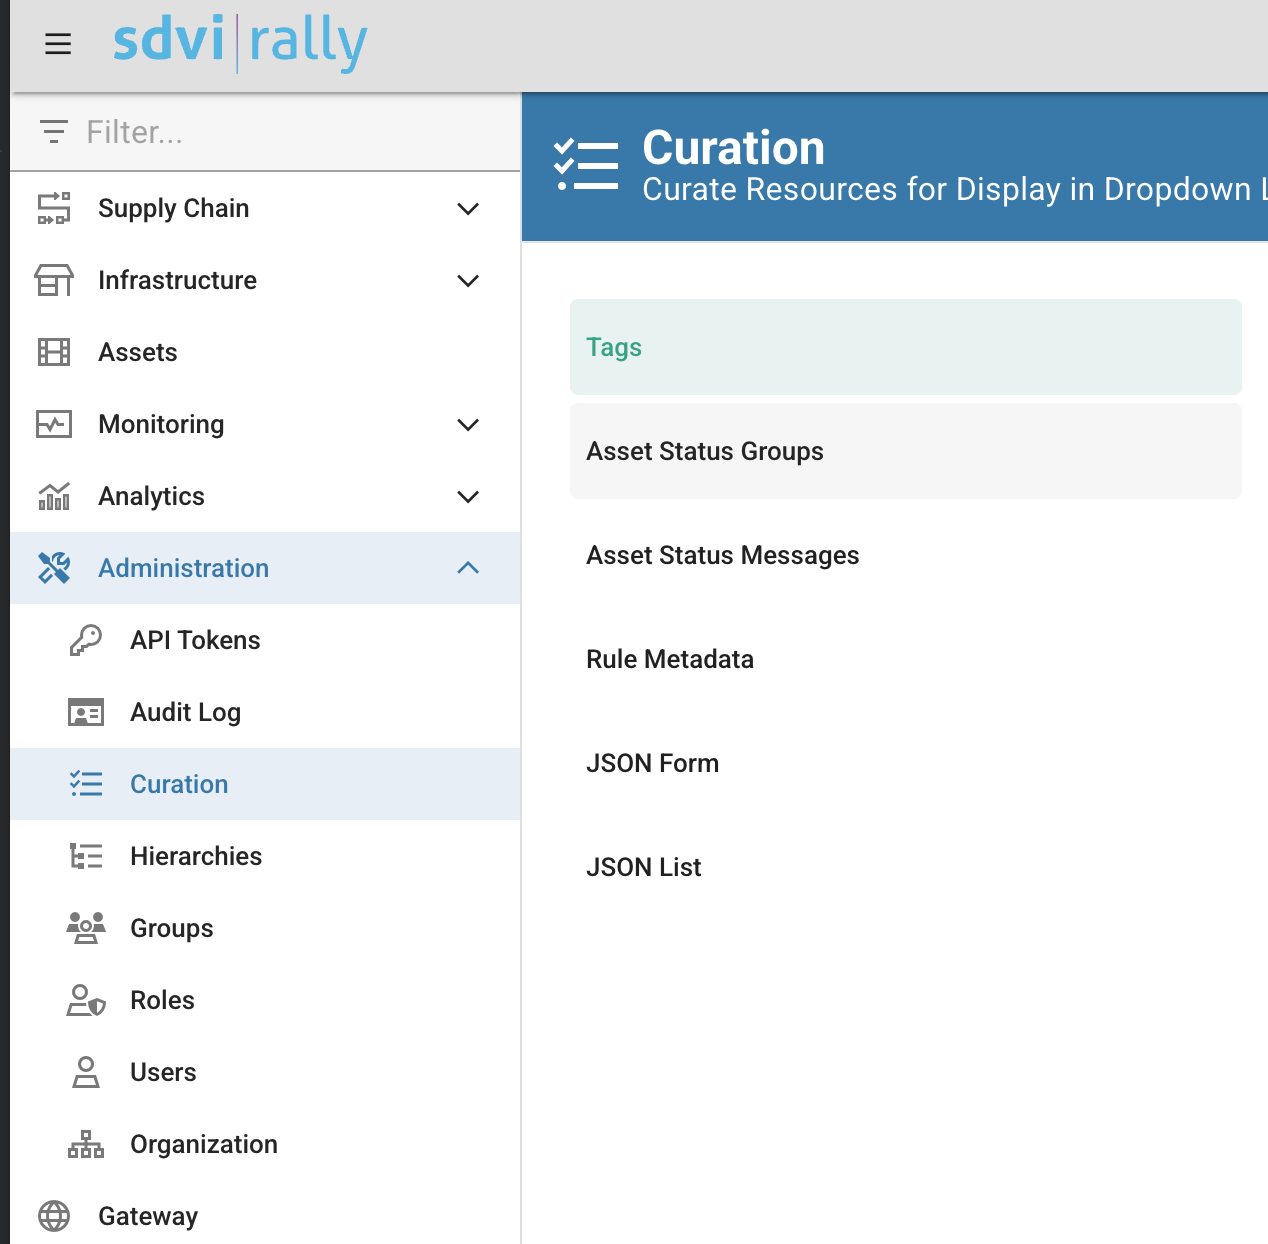 sdvi|rally
Filter...
Supply Chain
Infrastructure
Assets
Monitoring
Analytics
Administration
API Tokens
Audit Log
Curation
Hierarchies
Groups
Roles
Users
Organization
Gateway
Curation
Curate Resources for Display in Dropdown
Tags
Asset Status Groups
Asset Status Messages
Rule Metadata
JSON Form
JSON List